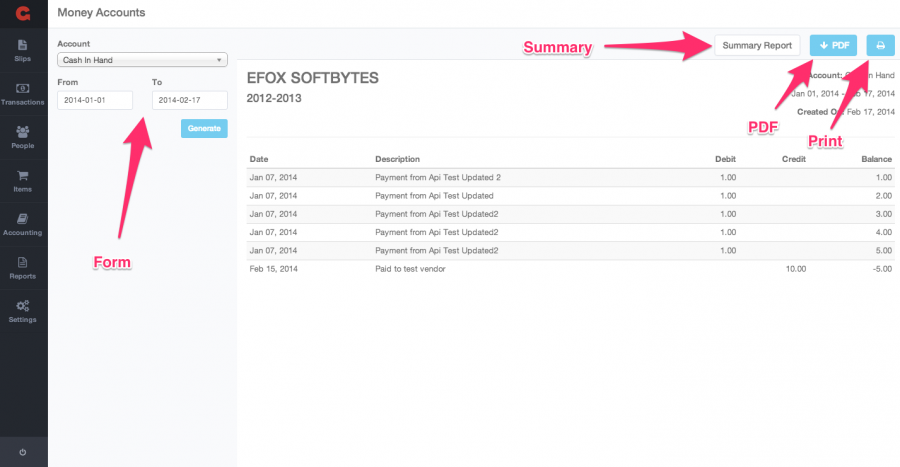 Money Accounts
Slips
Transactions
People
Items
Accounting
Reports
Settings
Account
Cash In Hand
From To
2014-01-01 2014-02-17
Generate
Form
Summary
Summary Report
PDF
PDF
Print
EFOX SOFTBYTES
2012-2013
Account: Hand
Jan 01, 2014 - 17, 2014
Created On: Feb 17, 2014
Date Description Debit Credit Balance
Jan 07, 2014 Payment from Api Test Updated 2 1.00 1.00
Jan 07, 2014 Payment from Api Test Updated 1.00 2.00
Jan 07, 2014 Payment from Api Test Updated2 1.00 3.00
Jan 07, 2014 Payment from Api Test Updated2 1.00 4.00
Jan 07, 2014 Payment from Api Test Updated2 1.00 5.00
Feb 15, 2014 Paid to test vendor 10.00 -5.00